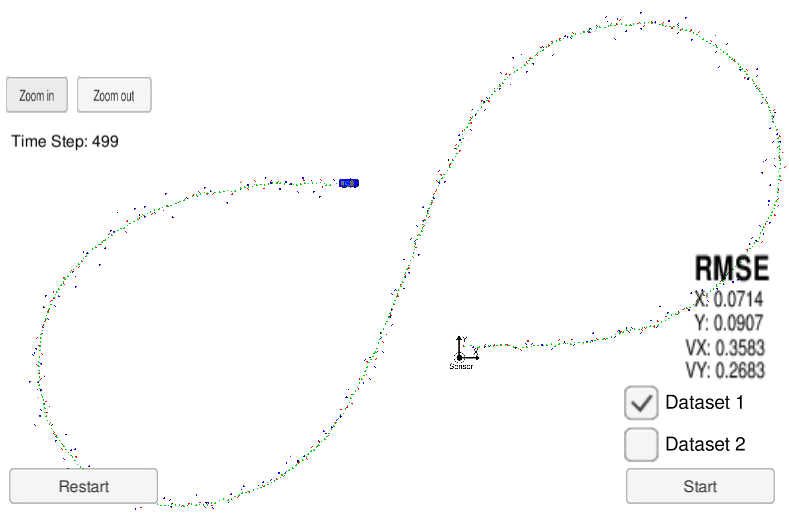 Zoom in
Zoom out
Time Step: 499
RMSE
X: 0.0714
Y: 0.0907
VX: 0.3583
VY: 0.2683
Y
X
Sensor
Dataset 1
Dataset 2
Restart
Start